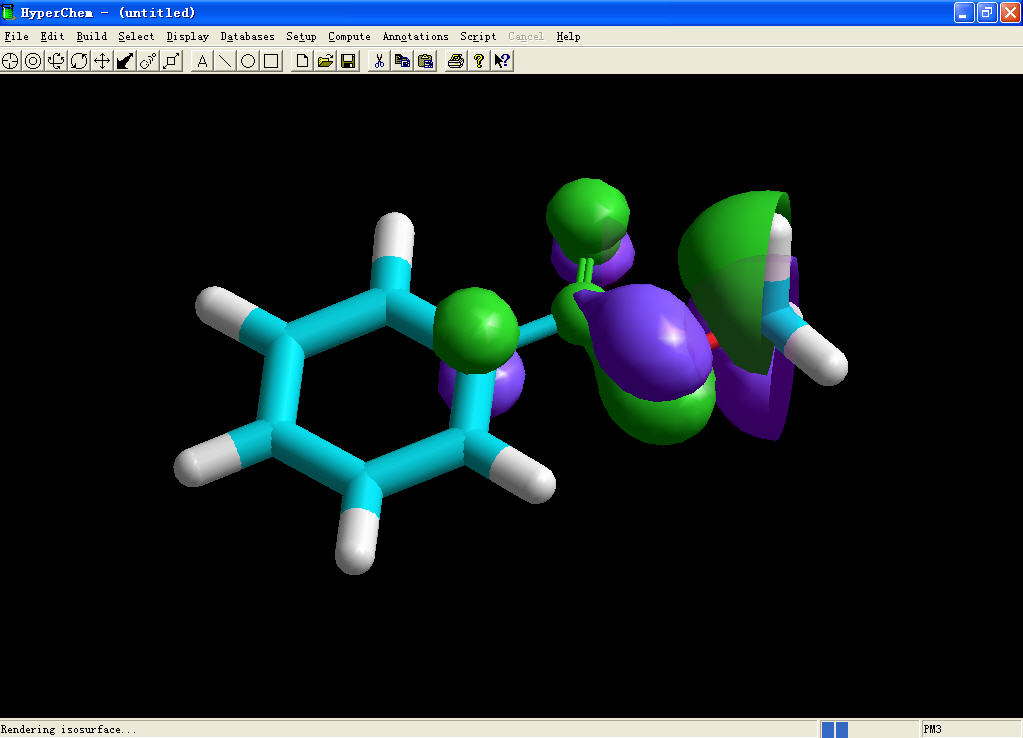 HyperChem - (untitled)
File Edit Build Select Display Databases Setup Compute Annotations Script Cancel Help
A
Rendering isosurface...
PM3